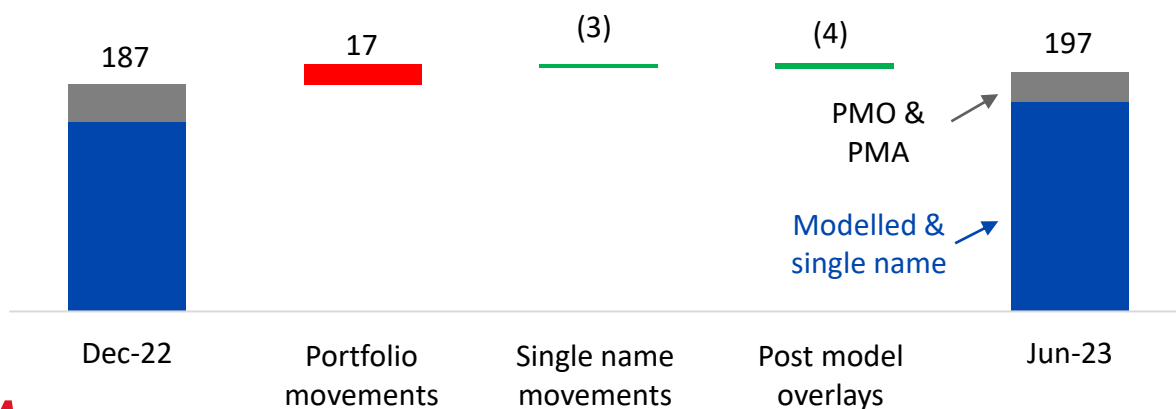 187
17
(3)
(4)
197
PMO &
PMA
Modelled &
single name
Dec-22
Portfolio
movements
Single name
movements
Post model
overlays
Jun-23